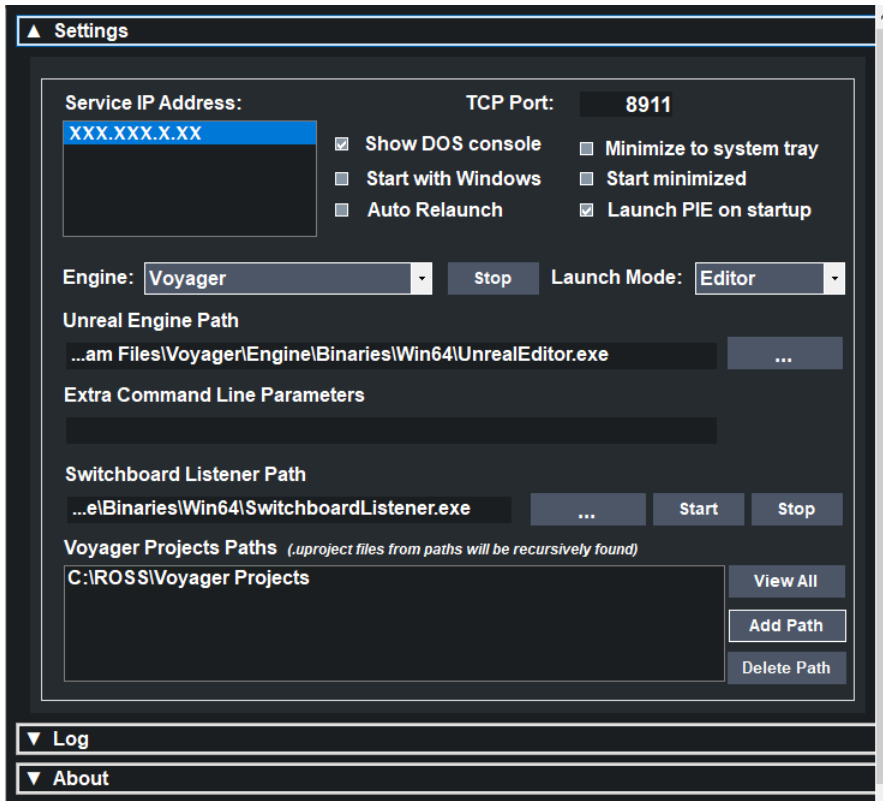 ▲ Settings
Service IP Address:
TCP Port: 8911
XXX.XXX.X.XX
Show DOS console
Minimize to system tray
Start with Windows
Start minimized
Auto Relaunch
Launch PIE on startup
Engine: Voyager Stop Launch Mode: Editor
Unreal Engine Path
...am Files\Voyager\Engine\Binaries\Win64\UnrealEditor.exe ...
Extra Command Line Parameters
Switchboard Listener Path
...e\Binaries\Win64\SwitchboardListener.exe ... Start Stop
Voyager Projects Paths (.uproject files from paths will be recursively found)
C:\ROSS\Voyager Projects
View All
Add Path
Delete Path
▼ Log
▼ About